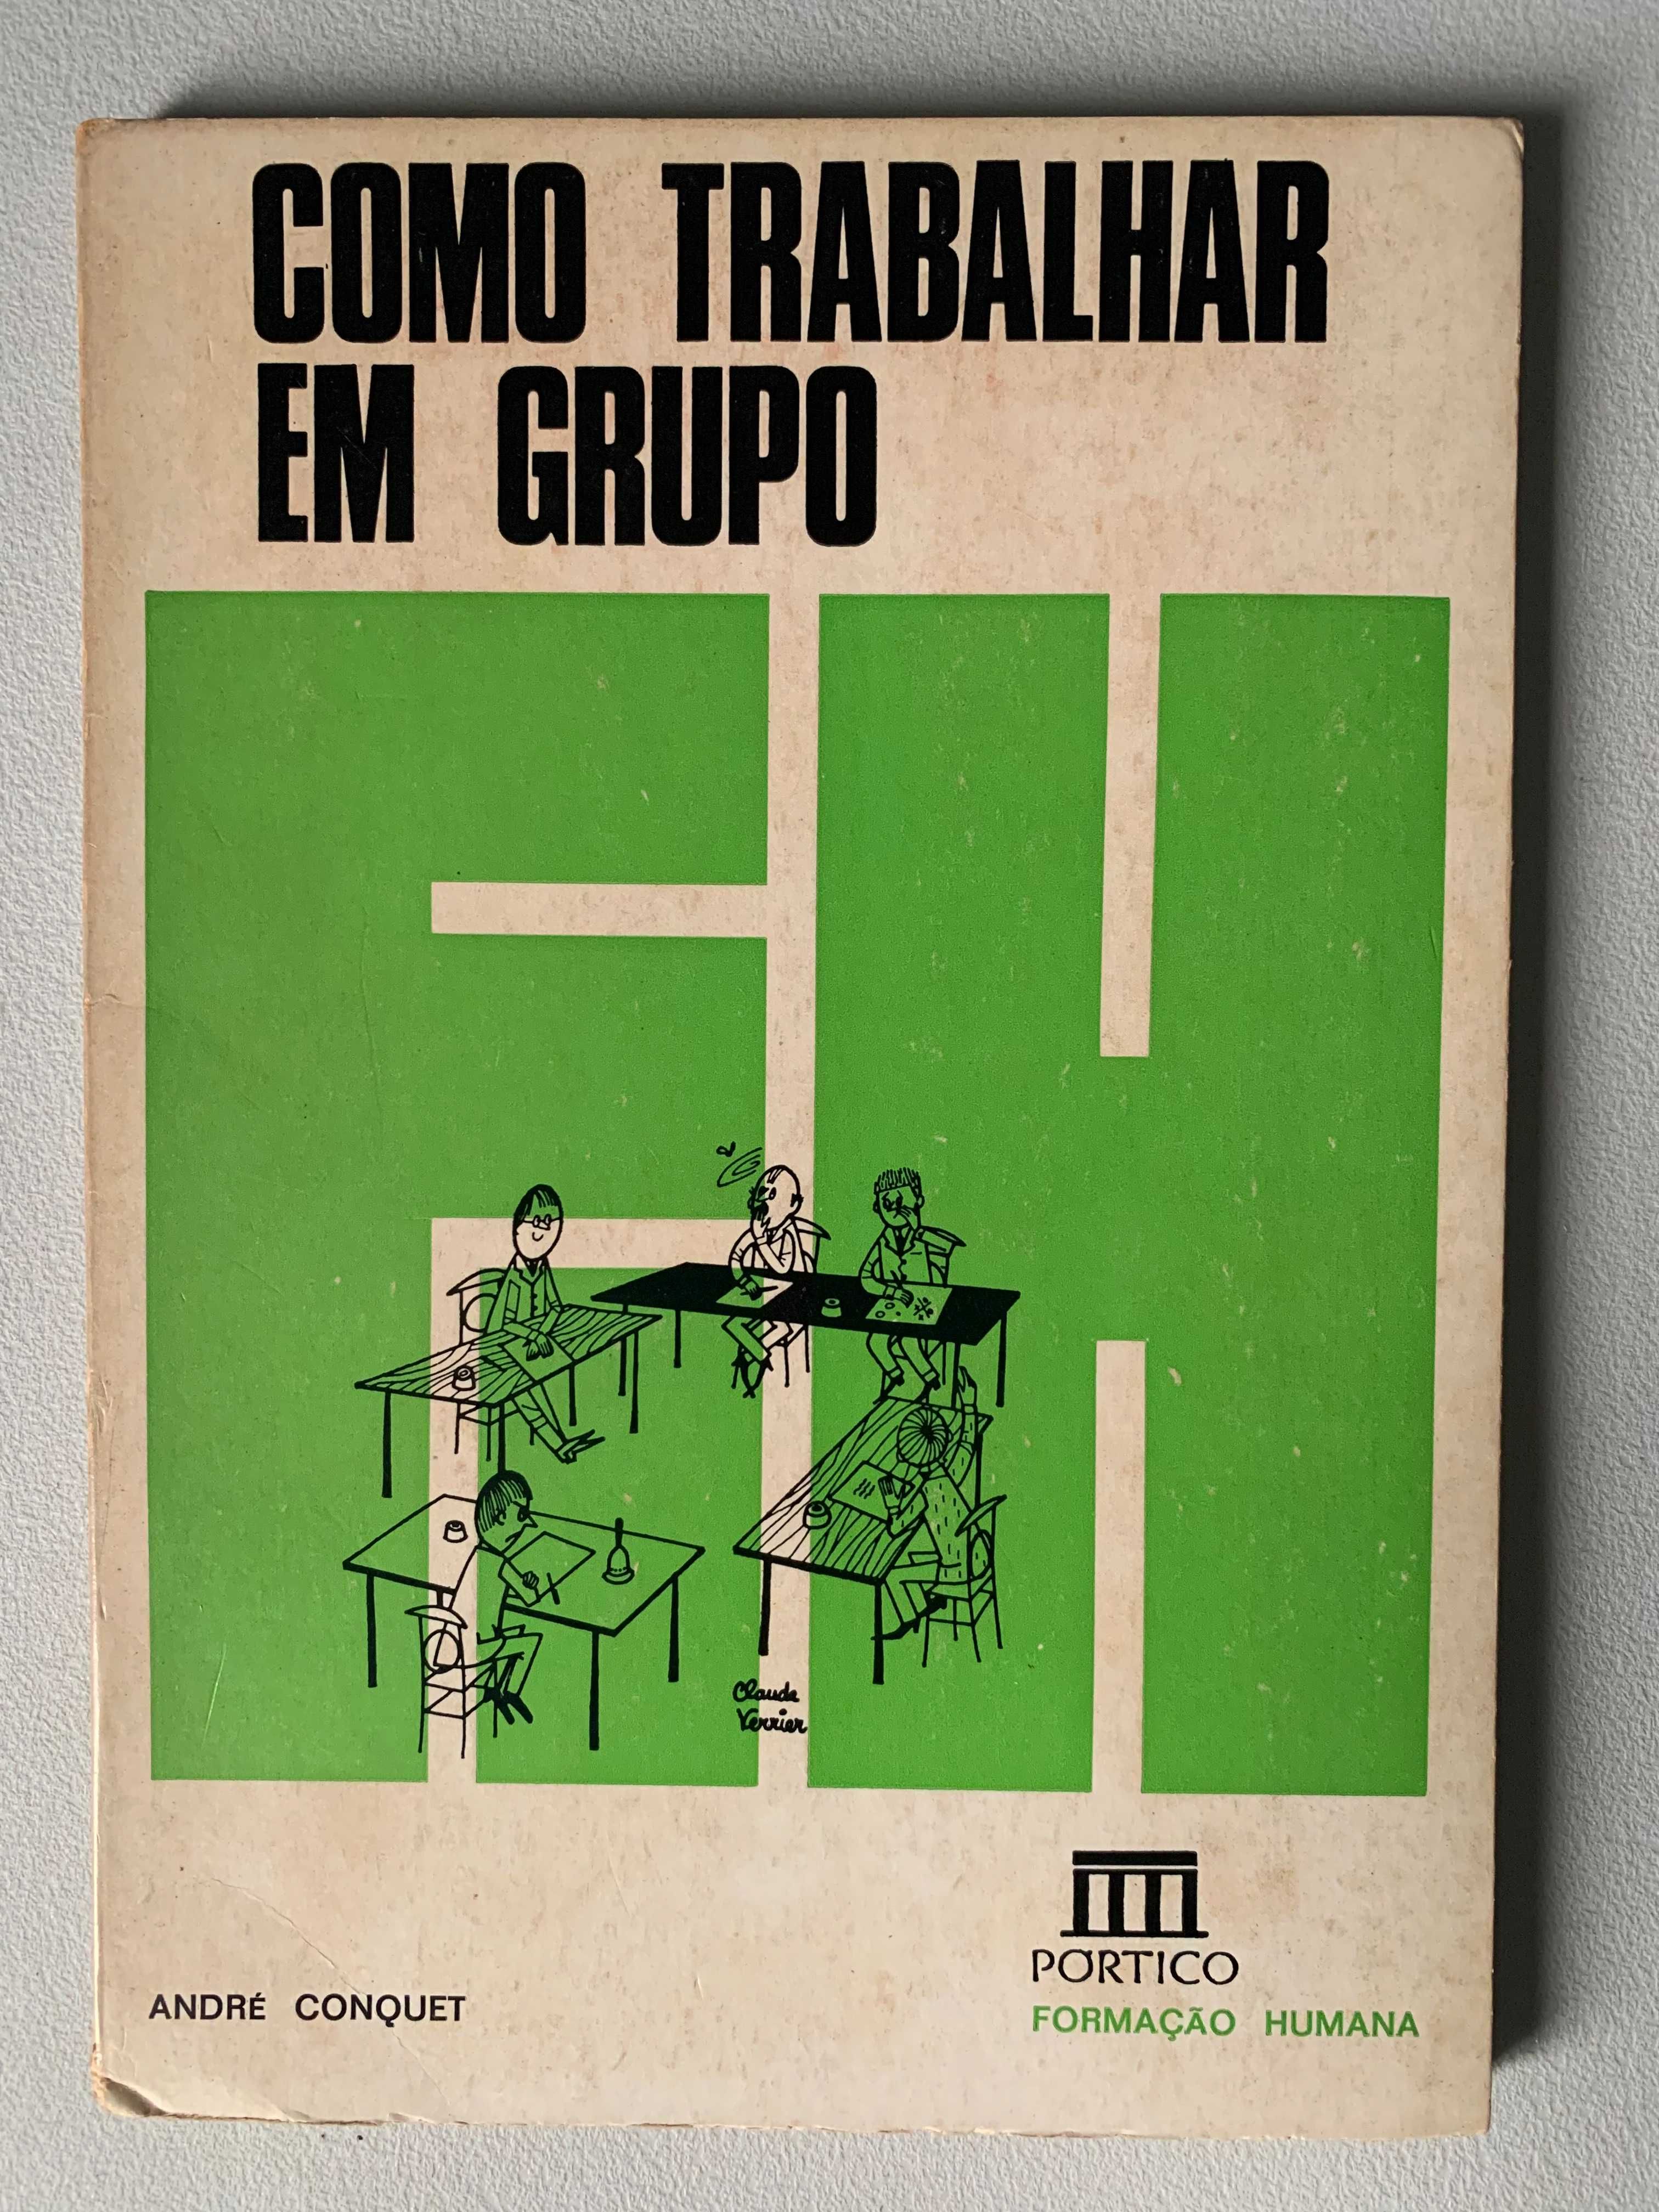 COMO TRABALHAR
EM GRUPO
Claude
Verrier
PÓRTICO
ANDRÉ CONQUET
FORMAÇÃO HUMANA